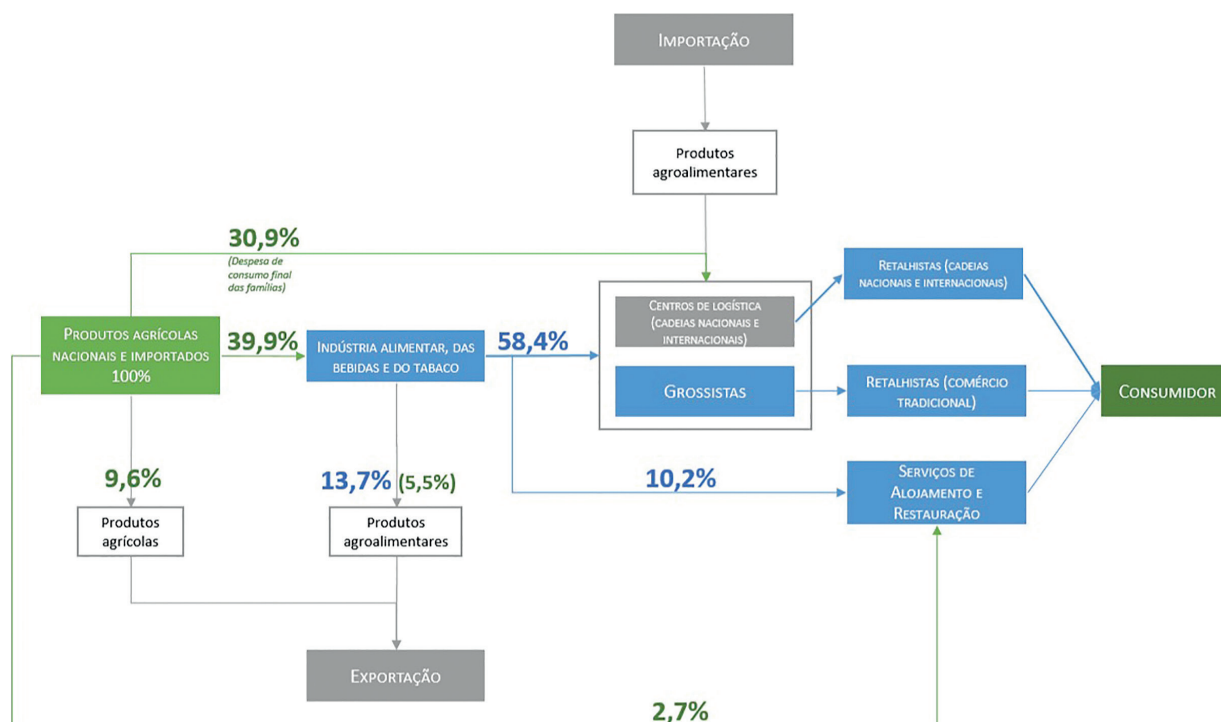 IMPORTAÇÃO
Produtos
agroalimentares
30,9%
(Despesa de
consumo final
das famílias)
RETALHISTAS (CADEIAS
NACIONAIS E INTERNACIONAIS)
CENTROS DE LOGÍSTICA
(CADEIAS NACIONAIS E
INTERNACIONAIS)
PRODUTOS AGRÍCOLAS
NACIONAIS E IMPORTADOS
100%
39,9%
INDÚSTRIA ALIMENTAR, DAS
BEBIDAS E DO TABACO
58,4%
GROSSISTAS
RETALHISTAS (COMÉRCIO
TRADICIONAL)
CONSUMIDOR
9,6%
13,7% (5,5%)
10,2%
SERVIÇOS DE
ALOJAMENTO E
RESTAURAÇÃO
Produtos
agrícolas
Produtos
agroalimentares
EXPORTAÇÃO
2,7%